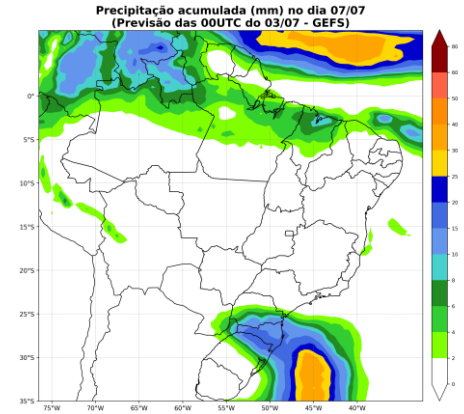 Precipitação acumulada (mm) no dia 07/07
(Previsão das 00UTC do 03/07 - GEFS)
0°
5°S
10°S
15°S
20°S
25°S
30°S
35°S
75°W
70°W
65°W
60°W
55°W
50°W
45°W
40°W
80
60
50
40
30
25
20
15
10
8
6
4
2
0